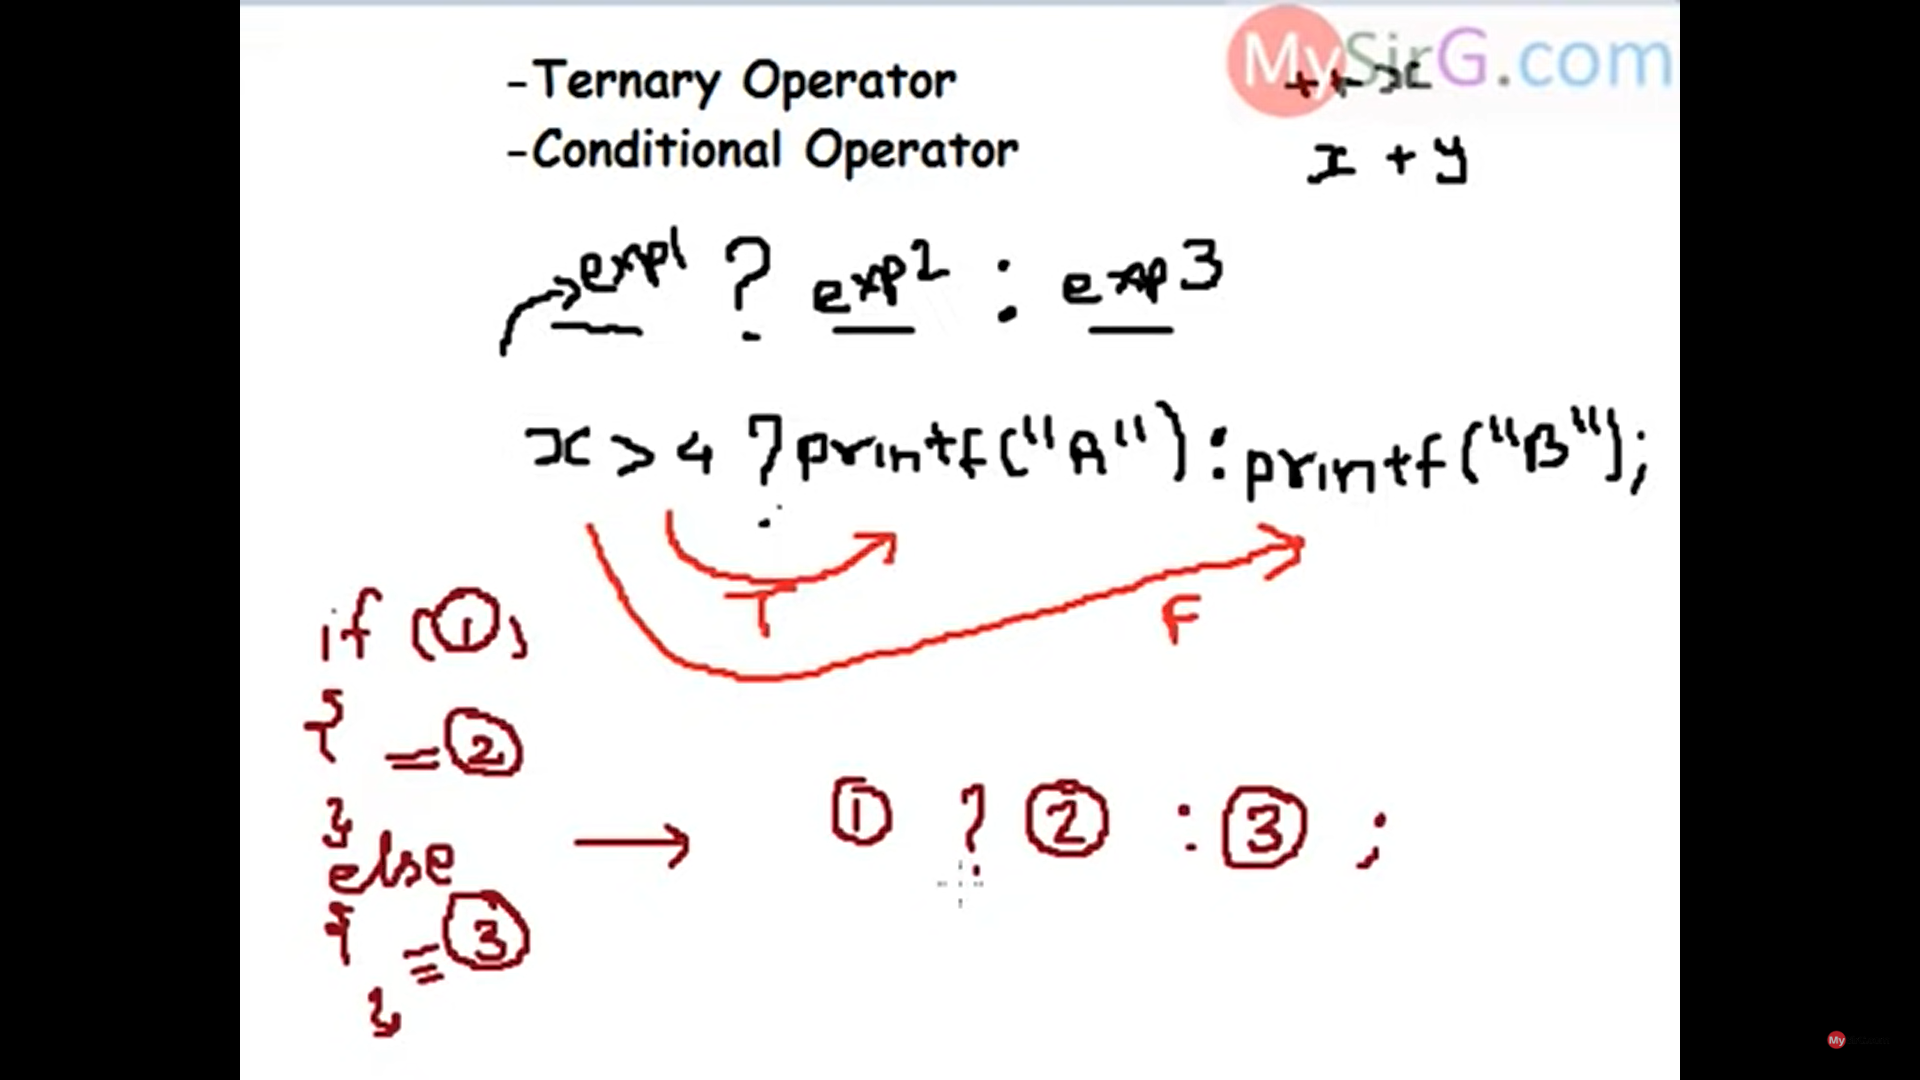 MySirG.com
-Ternary Operator
++x
-Conditional Operator
x + y
exp1 ? exp2 : exp3
x > 4 ? printf("A") : printf("B");
T
F
if (1)
{
= 2
}
else
{
= 3
}
1 ? 2 : 3 ;
My